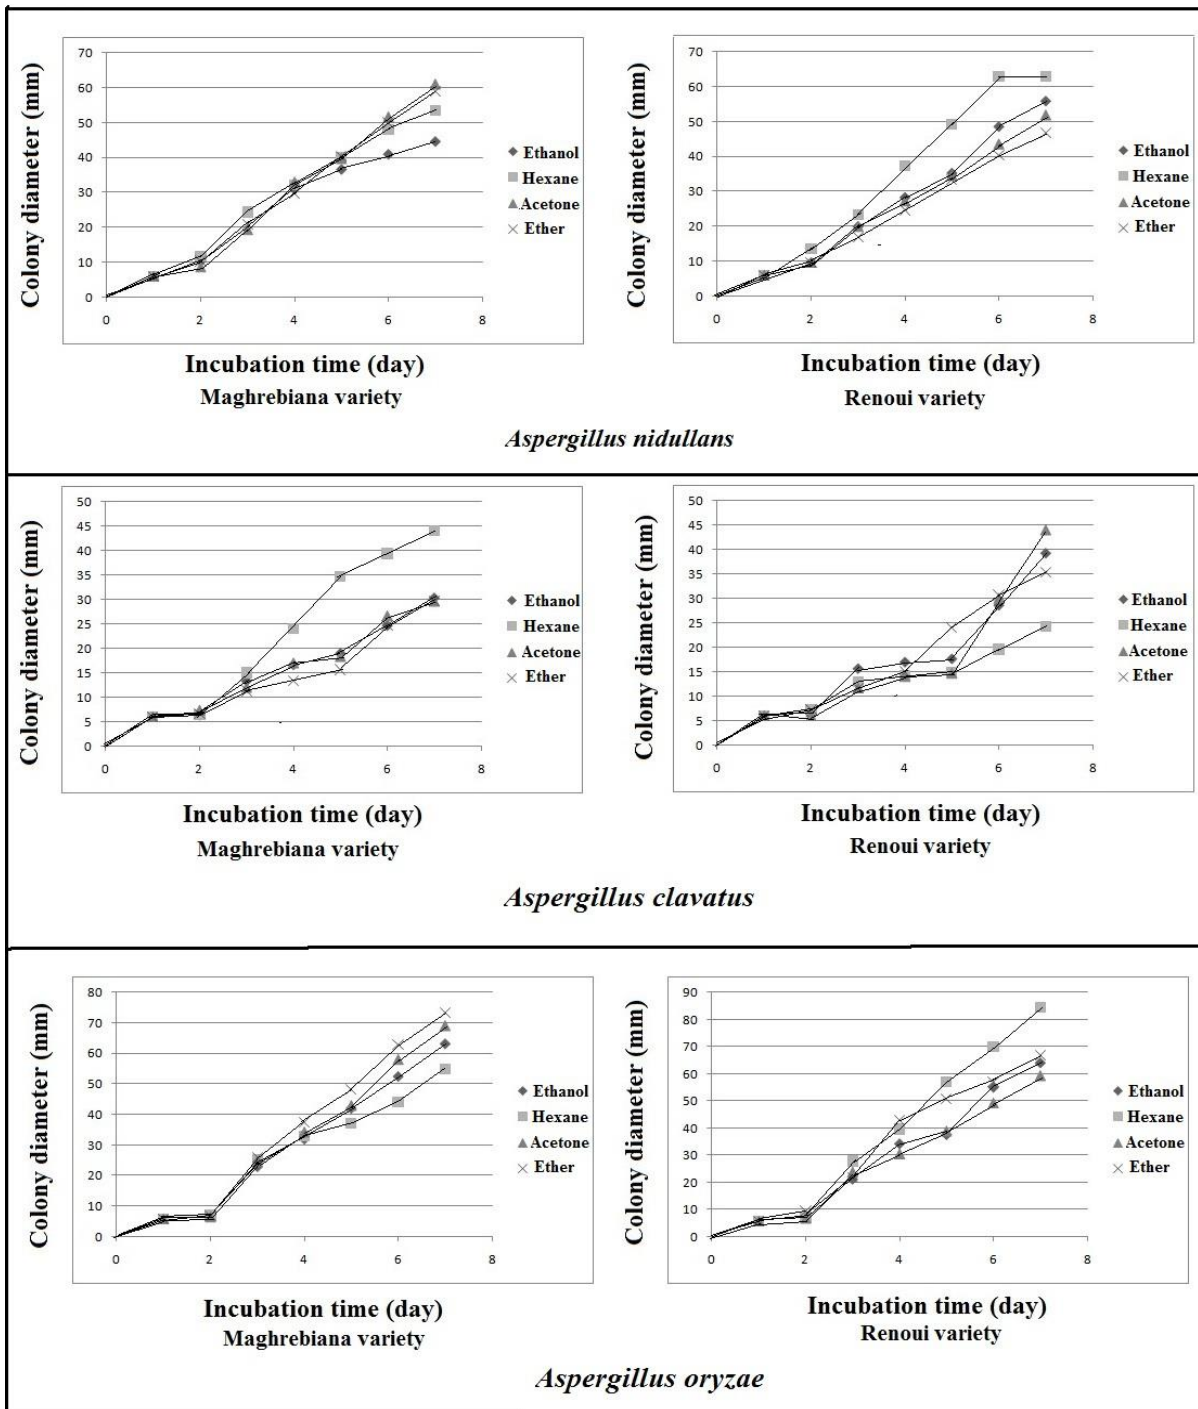 Colony diameter (mm)
70
60
50
40
30
20
10
0
0 2 4 6 8
Ethanol
Hexane
Acetone
Ether
Incubation time (day)
Maghrebiana variety
Colony diameter (mm)
70
60
50
40
30
20
10
0
0 2 4 6 8
Ethanol
Hexane
Acetone
Ether
Incubation time (day)
Renoui variety
Aspergillus nidullans
Colony diameter (mm)
50
45
40
35
30
25
20
15
10
5
0
0 2 4 6 8
Ethanol
Hexane
Acetone
Ether
Incubation time (day)
Maghrebiana variety
Colony diameter (mm)
50
45
40
35
30
25
20
15
10
5
0
0 2 4 6 8
Ethanol
Hexane
Acetone
Ether
Incubation time (day)
Renoui variety
Aspergillus clavatus
Colony diameter (mm)
80
70
60
50
40
30
20
10
0
0 2 4 6 8
Ethanol
Hexane
Acetone
Ether
Incubation time (day)
Maghrebiana variety
Colony diameter (mm)
90
80
70
60
50
40
30
20
10
0
0 2 4 6 8
Ethanol
Hexane
Acetone
Ether
Incubation time (day)
Renoui variety
Aspergillus oryzae